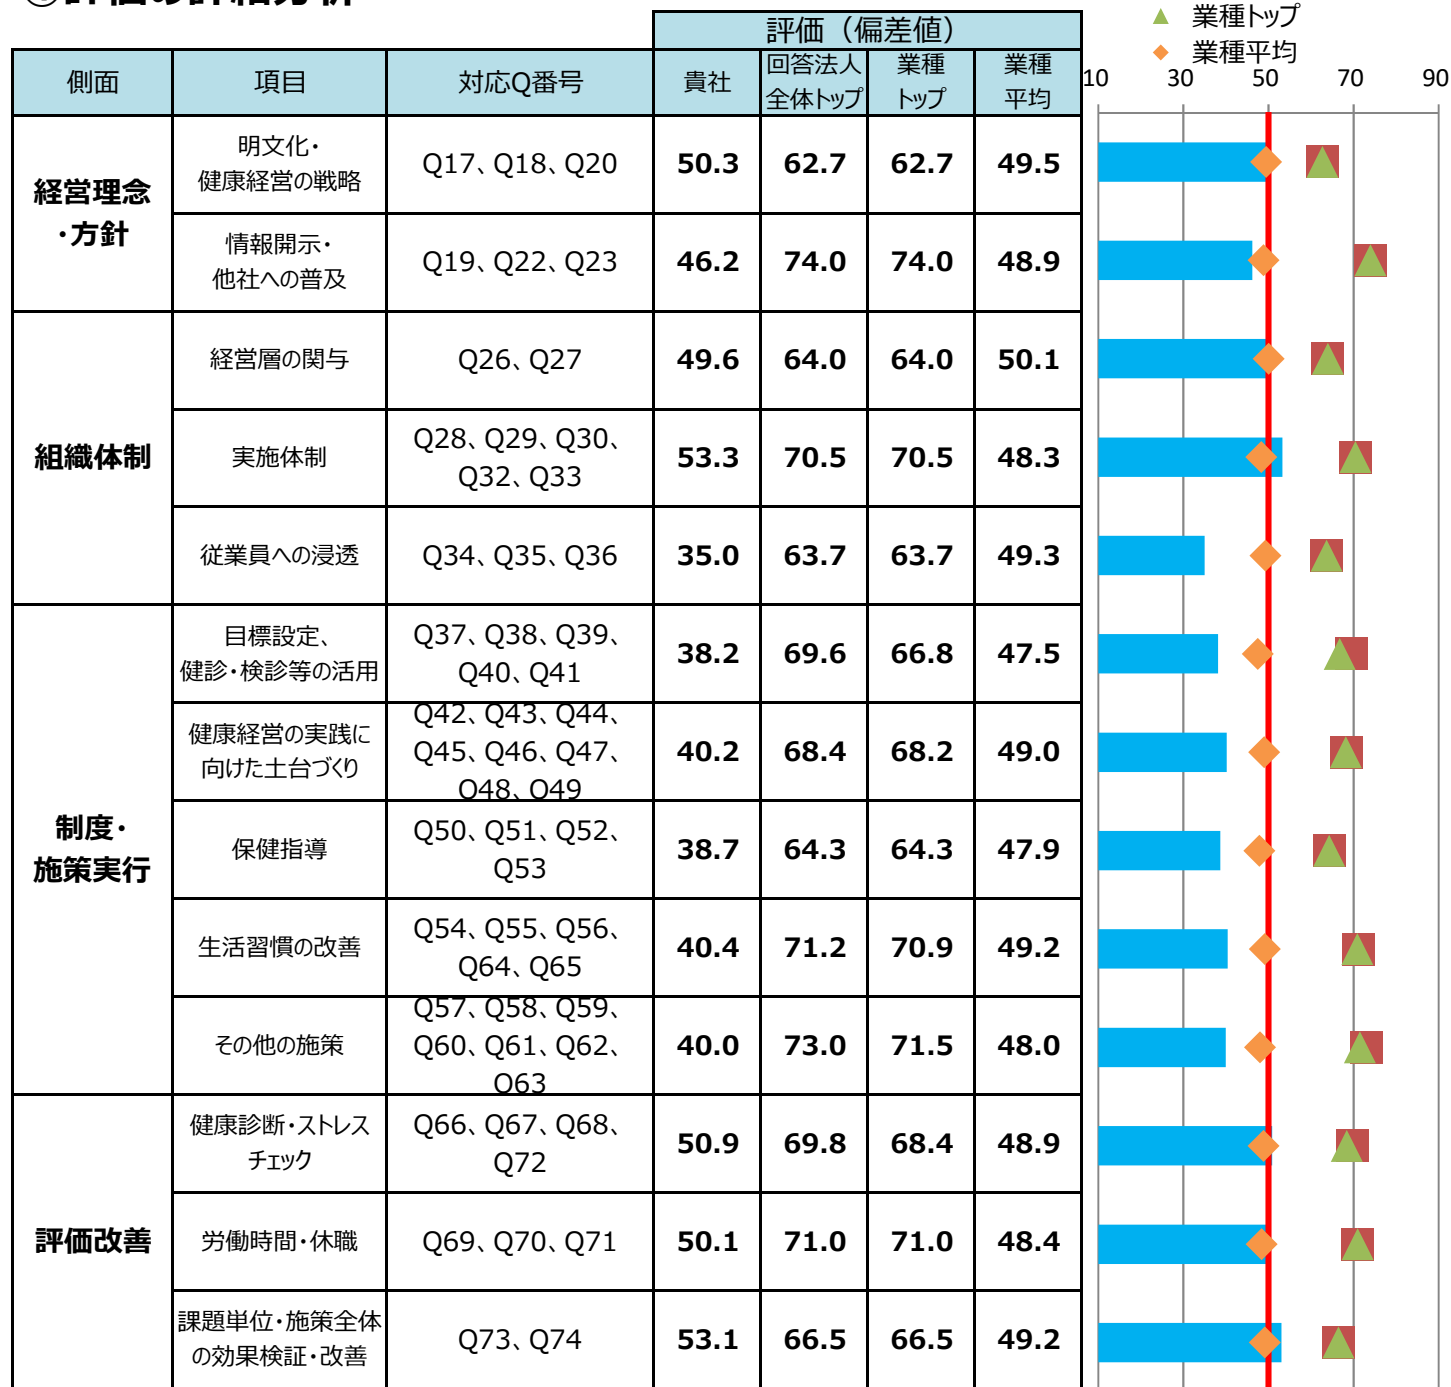 ▲ 業種トップ
◆ 業種平均
評価（偏差値）
側面 項目 対応Q番号 貴社 回答法人全体トップ 業種トップ 業種平均
10 30 50 70 90
経営理念・方針
明文化・健康経営の戦略 Q17、Q18、Q20 50.3 62.7 62.7 49.5
情報開示・他社への普及 Q19、Q22、Q23 46.2 74.0 74.0 48.9
組織体制
経営層の関与 Q26、Q27 49.6 64.0 64.0 50.1
実施体制 Q28、Q29、Q30、Q32、Q33 53.3 70.5 70.5 48.3
従業員への浸透 Q34、Q35、Q36 35.0 63.7 63.7 49.3
制度・施策実行
目標設定、健診・検診等の活用 Q37、Q38、Q39、Q40、Q41 38.2 69.6 66.8 47.5
健康経営の実践に向けた土台づくり Q42、Q43、Q44、Q45、Q46、Q47、Q48、Q49 40.2 68.4 68.2 49.0
保健指導 Q50、Q51、Q52、Q53 38.7 64.3 64.3 47.9
生活習慣の改善 Q54、Q55、Q56、Q64、Q65 40.4 71.2 70.9 49.2
その他の施策 Q57、Q58、Q59、Q60、Q61、Q62、Q63 40.0 73.0 71.5 48.0
評価改善
健康診断・ストレスチェック Q66、Q67、Q68、Q72 50.9 69.8 68.4 48.9
労働時間・休職 Q69、Q70、Q71 50.1 71.0 71.0 48.4
課題単位・施策全体の効果検証・改善 Q73、Q74 53.1 66.5 66.5 49.2